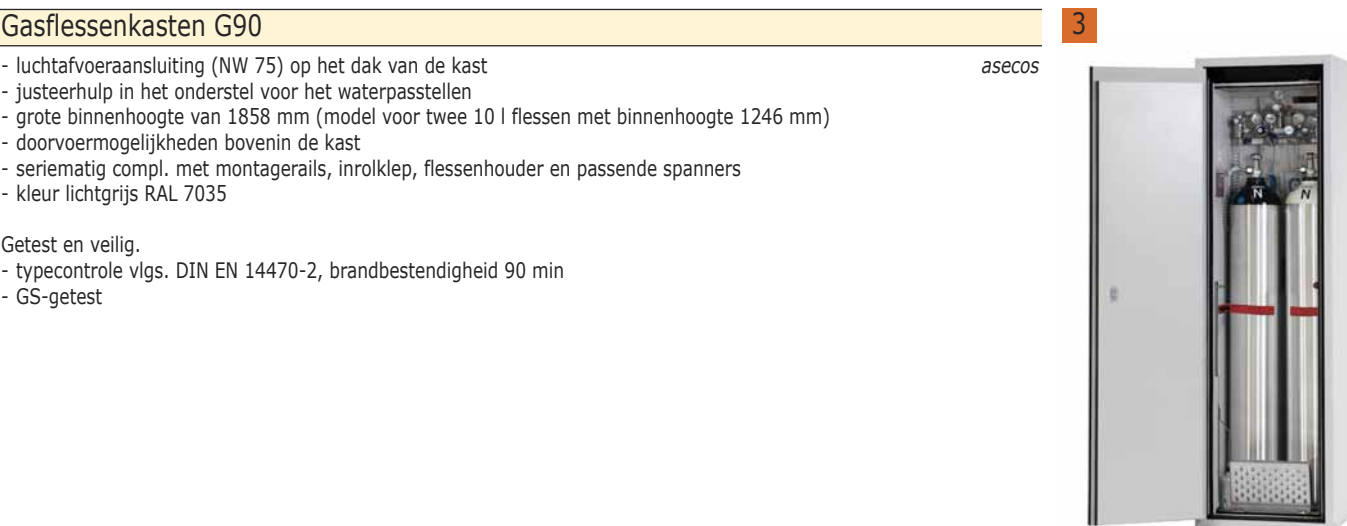 Gasflessenkasten G90
3
- luchtafvoeraansluiting (NW 75) op het dak van de kast
asecos
- justeerhulp in het onderstel voor het waterpasstellen
- grote binnenhoogte van 1858 mm (model voor twee 10 l flessen met binnenhoogte 1246 mm)
- doorvoermogelijkheden bovenin de kast
- seriematig compl. met montagerails, inrolklep, flessenhouder en passende spanners
- kleur lichtgrijs RAL 7035
Getest en veilig.
- typecontrole vlgs. DIN EN 14470-2, brandbestendigheid 90 min
- GS-getest
N
N